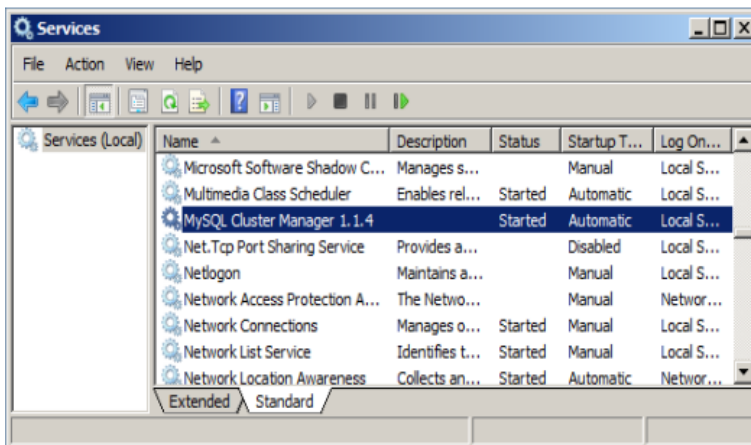 Services
File Action View Help
Services (Local)
Name Description Status Startup T... Log On...
Microsoft Software Shadow C... Manages s... Manual Local S...
Multimedia Class Scheduler Enables rel... Started Automatic Local S...
MySQL Cluster Manager 1.1.4 Started Automatic Local S...
Net.Tcp Port Sharing Service Provides a... Disabled Local S...
Netlogon Maintains a... Manual Local S...
Network Access Protection A... The Netwo... Manual Networ...
Network Connections Manages o... Started Manual Local S...
Network List Service Identifies t... Started Manual Local S...
Network Location Awareness Collects an... Started Automatic Networ...
Extended Standard